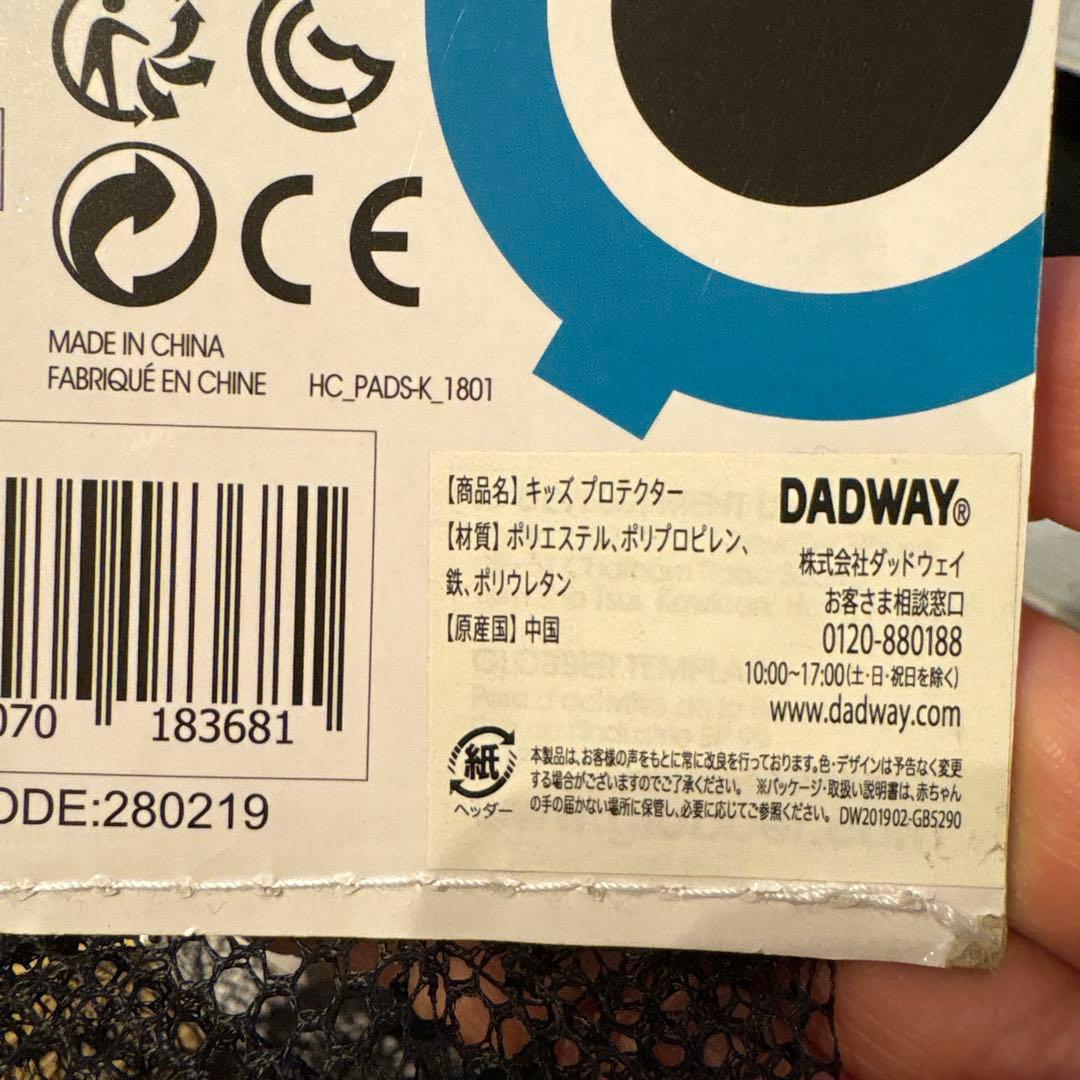 MADE IN CHINA
FABRIQUÉ EN CHINE HC_PADS-K_1801
070 183681
ODE:280219
【商品名】キッズ プロテクター
【材質】ポリエステル、ポリプロピレン、
鉄、ポリウレタン
【原産国】中国
DADWAY®
株式会社ダッドウェイ
お客さま相談窓口
0120-880188
10:00~17:00(土・日・祝日を除く)
www.dadway.com
紙
ヘッダー
本製品は、お客様の声をもとに常に改良を行っております。色・デザインは予告なく変更
する場合がございますのでご了承ください。 ※パッケージ・取扱い説明書は、赤ちゃん
の手の届かない場所に保管し、必要に応じてご参照ください。 DW201902-GB5290